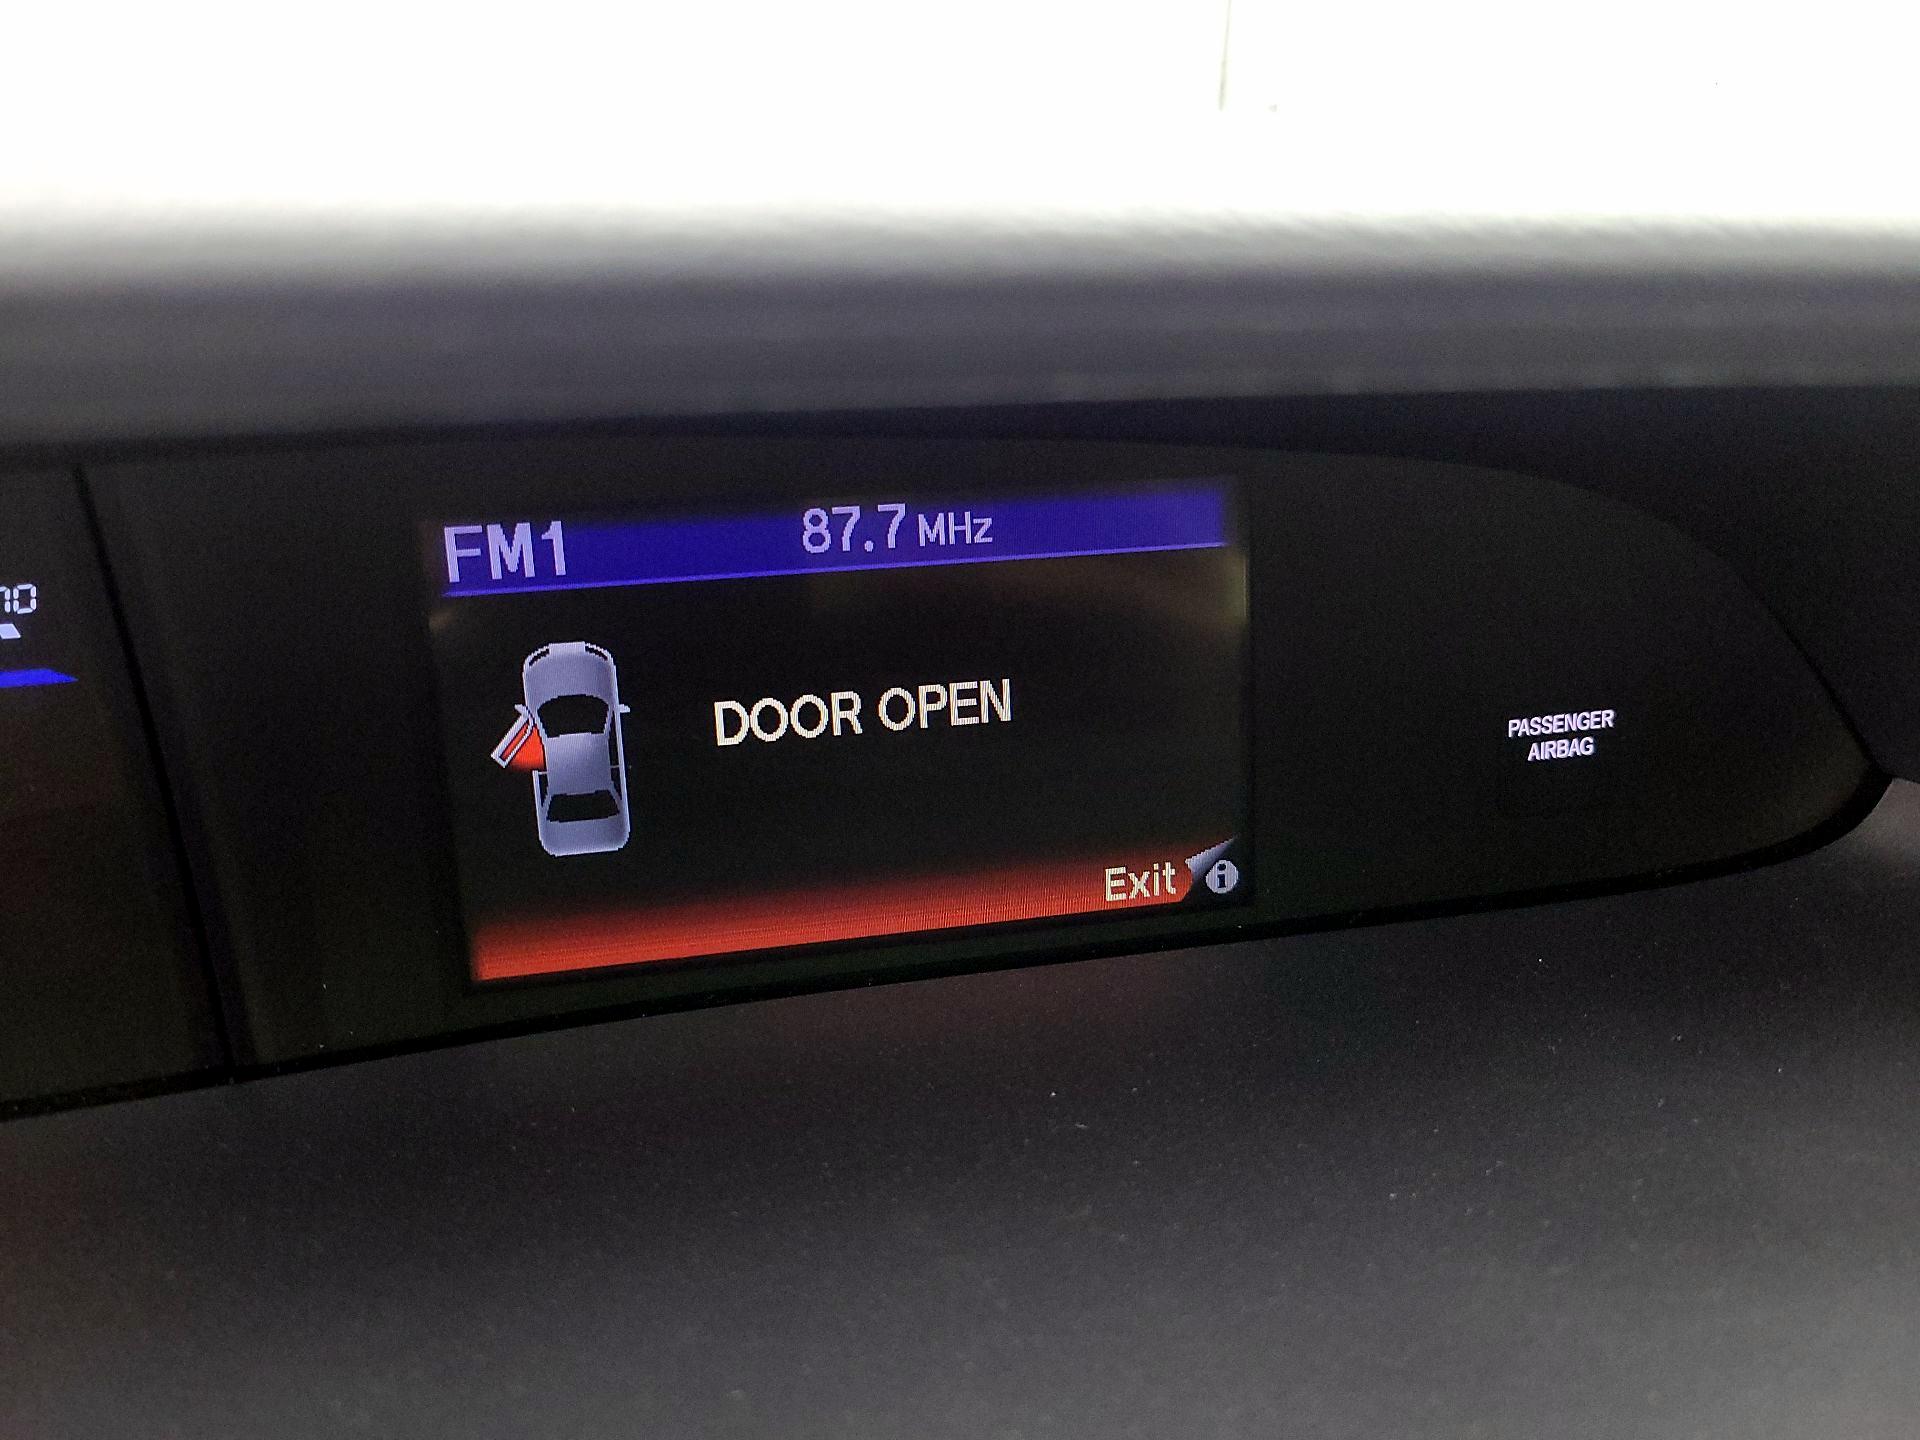 FM1 87.7 MHz
DOOR OPEN
Exit
PASSENGER
AIRBAG